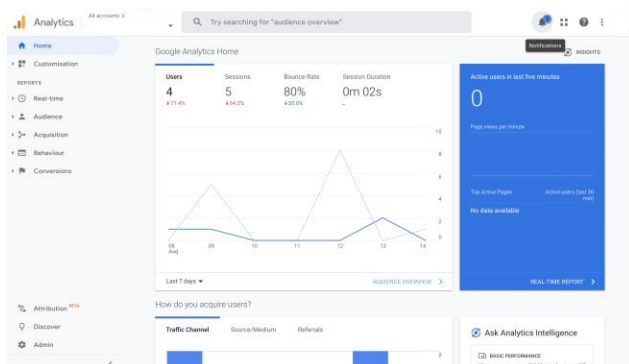 Analytics
All accounts >
Try searching for "audience overview"
Home
Customisation
REPORTS
Real-time
Audience
Acquisition
Behaviour
Conversions
Attribution BETA
Discover
Admin
Google Analytics Home
Notifications
INSIGHTS
Users
Sessions
Bounce Rate
Session Duration
4
5
80%
0m 02s
71.4%
64.3%
20.0%
-
10
8
6
4
2
0
08
Aug
09
10
11
12
13
14
Last 7 days
AUDIENCE OVERVIEW
Active users in last five minutes
0
Page views per minute
Top Active Pages
Active users (last 30
min)
No data available
REAL-TIME REPORT
How do you acquire users?
Traffic Channel
Source/Medium
Referrals
2
Ask Analytics Intelligence
BASIC PERFORMANCE